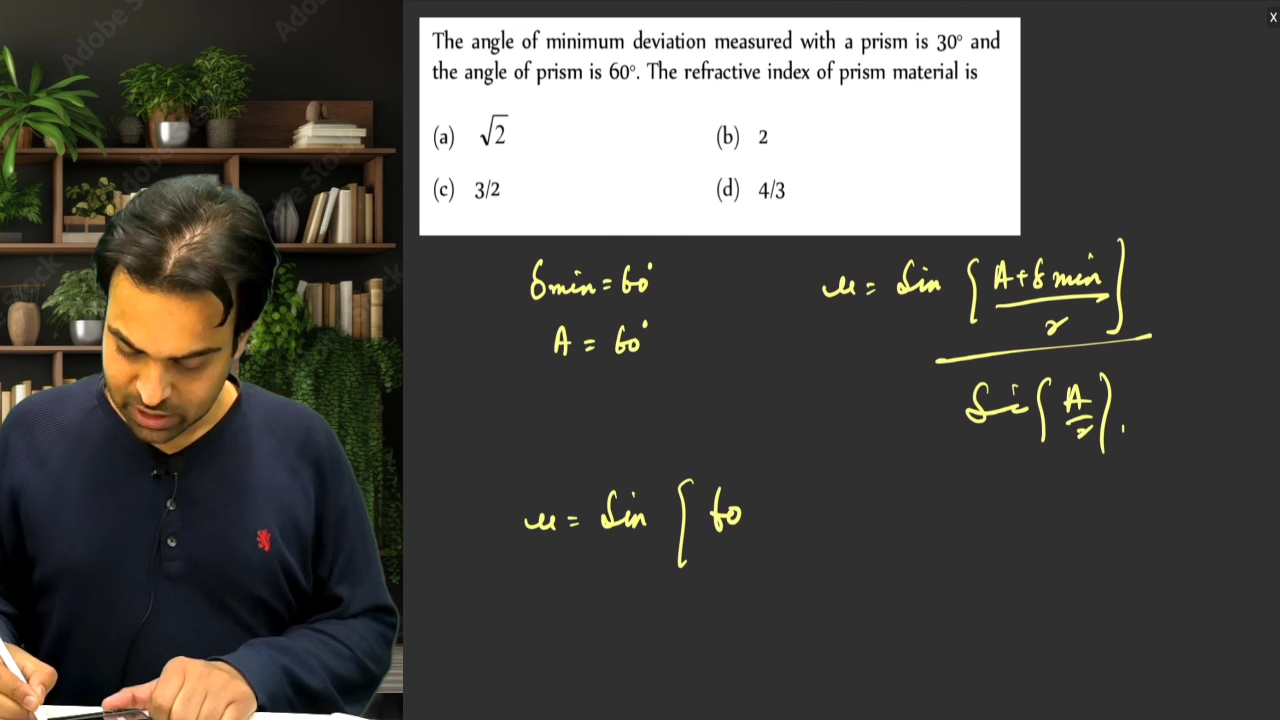 The angle of minimum deviation measured with a prism is 30° and
the angle of prism is 60°. The refractive index of prism material is
(a) √2 (b) 2
(c) 3/2 (d) 4/3
δmin = 60°
A = 60°
μ = Sin [A+δmin/2]
Sin (A/2)
μ = Sin [60
X
Adobe Stock